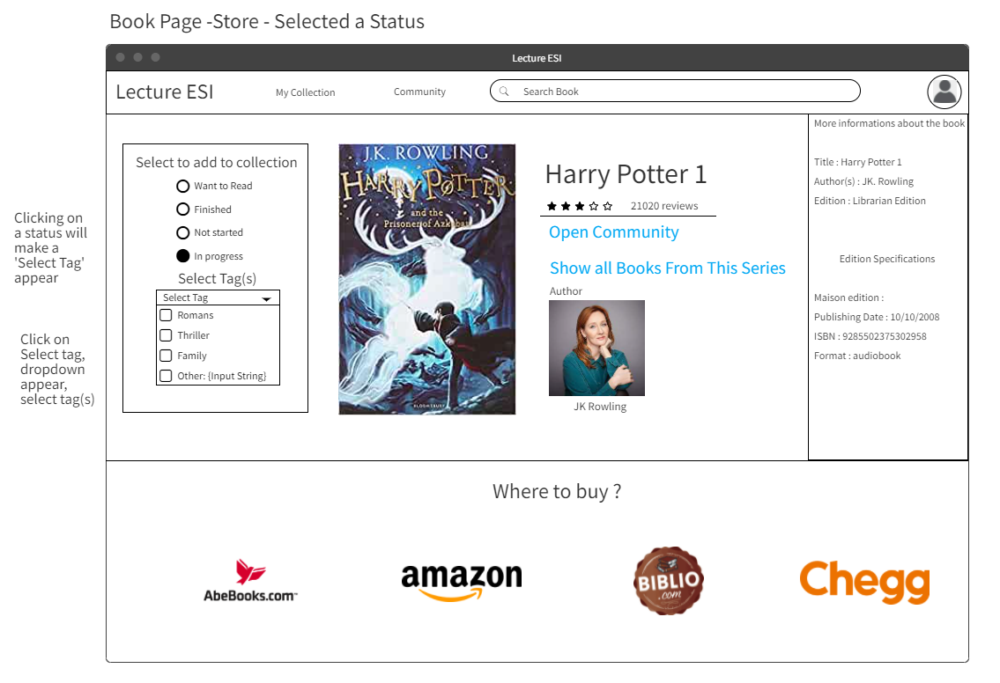 Book Page -Store - Selected a Status
Lecture ESI
Lecture ESI
My Collection
Community
Search Book
Clicking on
a status will
make a
'Select Tag'
appear
Click on
Select tag,
dropdown
appear,
select tag(s)
Select to add to collection
Want to Read
Finished
Not started
In progress
Select Tag(s)
Select Tag
Romans
Thriller
Family
Other: {Input String}
J.K. ROWLING
HARRY POTTER
and the
Prisoner of Azkaban
BLOOMSBURY
Harry Potter 1
21020 reviews
Open Community
Show all Books From This Series
Author
JK Rowling
More informations about the book
Title : Harry Potter 1
Author(s) : JK. Rowling
Edition : Librarian Edition
Edition Specifications
Maison edition :
Publishing Date : 10/10/2008
ISBN : 9285502375302958
Format : audiobook
Where to buy ?
AbeBooks.com™
amazon
BIBLIO
.com
Chegg